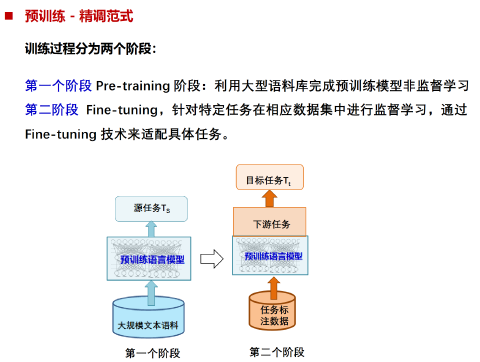 预训练 - 精调范式
训练过程分为两个阶段：
第一个阶段 Pre-training 阶段：利用大型语料库完成预训练模型非监督学习
第二阶段 Fine-tuning，针对特定任务在相应数据集中进行监督学习，通过
Fine-tuning 技术来适配具体任务。
目标任务Tt
源任务TS
下游任务
预训练语言模型
预训练语言模型
任务标
注数据
大规模文本语料
第一个阶段
第二个阶段